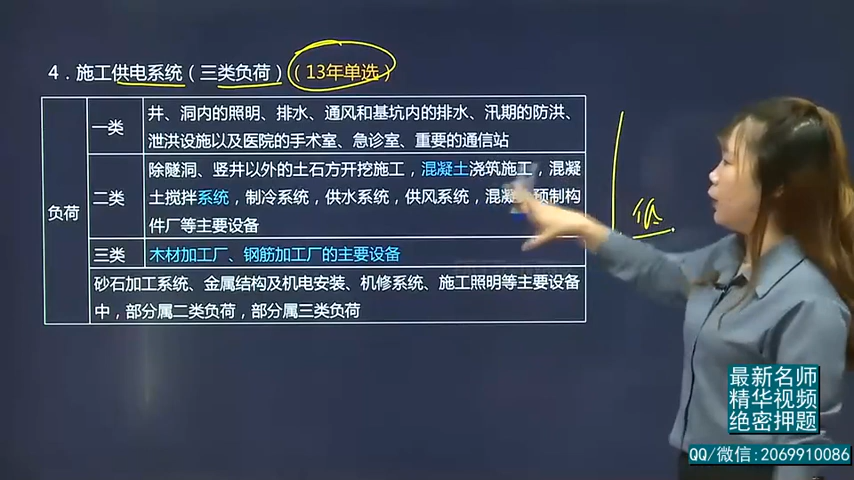 4．施工供电系统（三类负荷）（13年单选）
负荷
一类
井、洞内的照明、排水、通风和基坑内的排水、汛期的防洪、
泄洪设施以及医院的手术室、急诊室、重要的通信站
二类
除隧洞、竖井以外的土石方开挖施工，混凝土浇筑施工，混凝
土搅拌系统，制冷系统，供水系统，供风系统，混凝土预制构
件厂等主要设备
三类
木材加工厂、钢筋加工厂的主要设备
砂石加工系统、金属结构及机电安装、机修系统、施工照明等主要设备
中，部分属二类负荷，部分属三类负荷
低
最新名师
精华视频
绝密押题
QQ/微信:2069910086